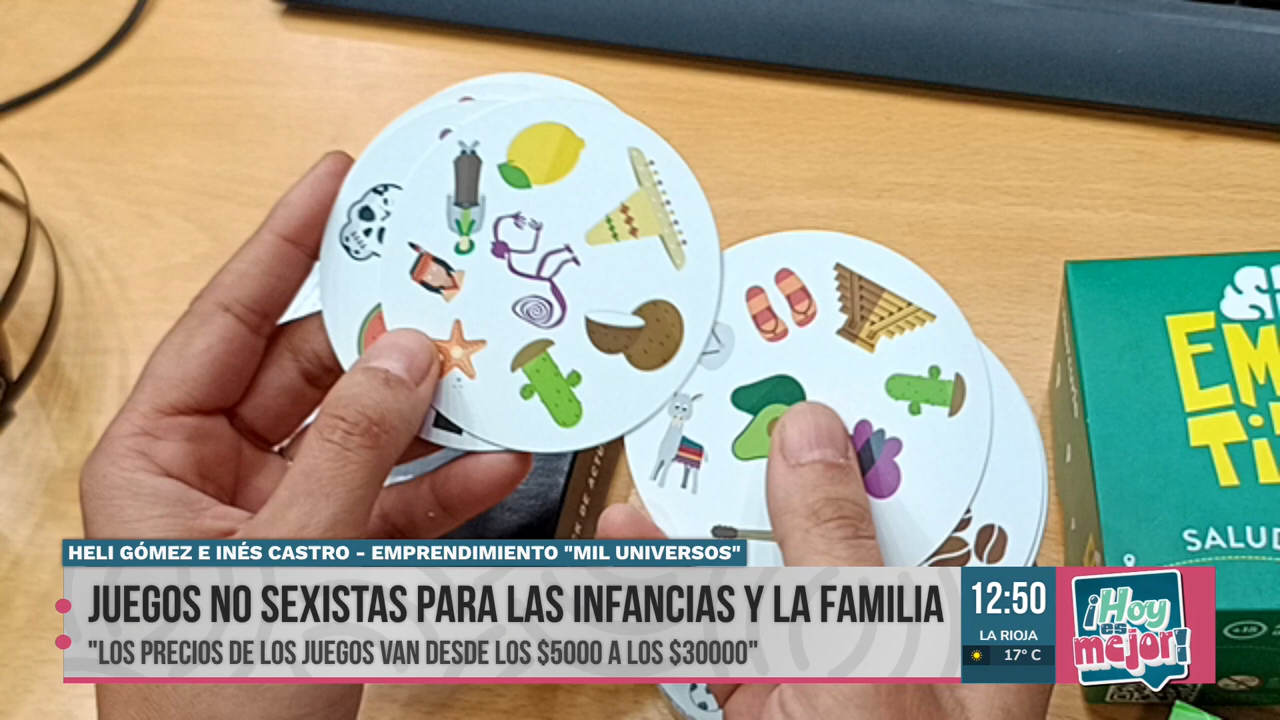 HELI GÓMEZ E INÉS CASTRO - EMPRENDIMIENTO "MIL UNIVERSOS"
JUEGOS NO SEXISTAS PARA LAS INFANCIAS Y LA FAMILIA
"LOS PRECIOS DE LOS JUEGOS VAN DESDE LOS $5000 A LOS $30000"
12:50
LA RIOJA
17° C
¡Hoy
es
mejor!